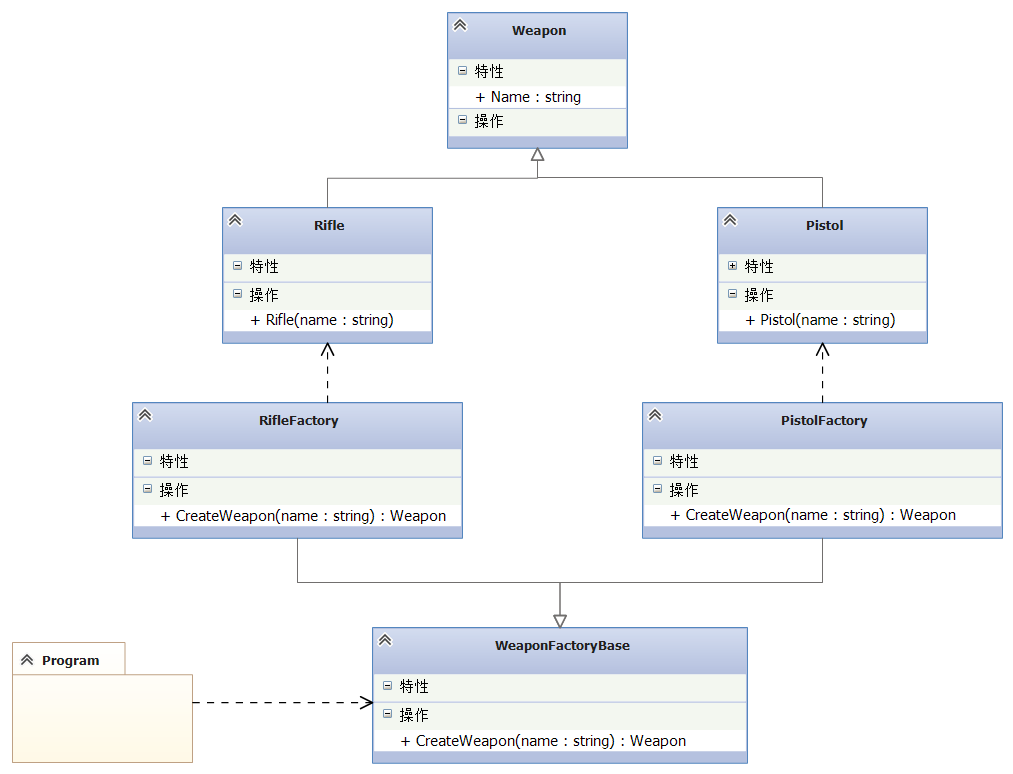 Weapon
特性
+ Name : string
操作
Rifle
特性
操作
+ Rifle(name : string)
Pistol
特性
操作
+ Pistol(name : string)
RifleFactory
特性
操作
+ CreateWeapon(name : string) : Weapon
PistolFactory
特性
操作
+ CreateWeapon(name : string) : Weapon
Program
WeaponFactoryBase
特性
操作
+ CreateWeapon(name : string) : Weapon